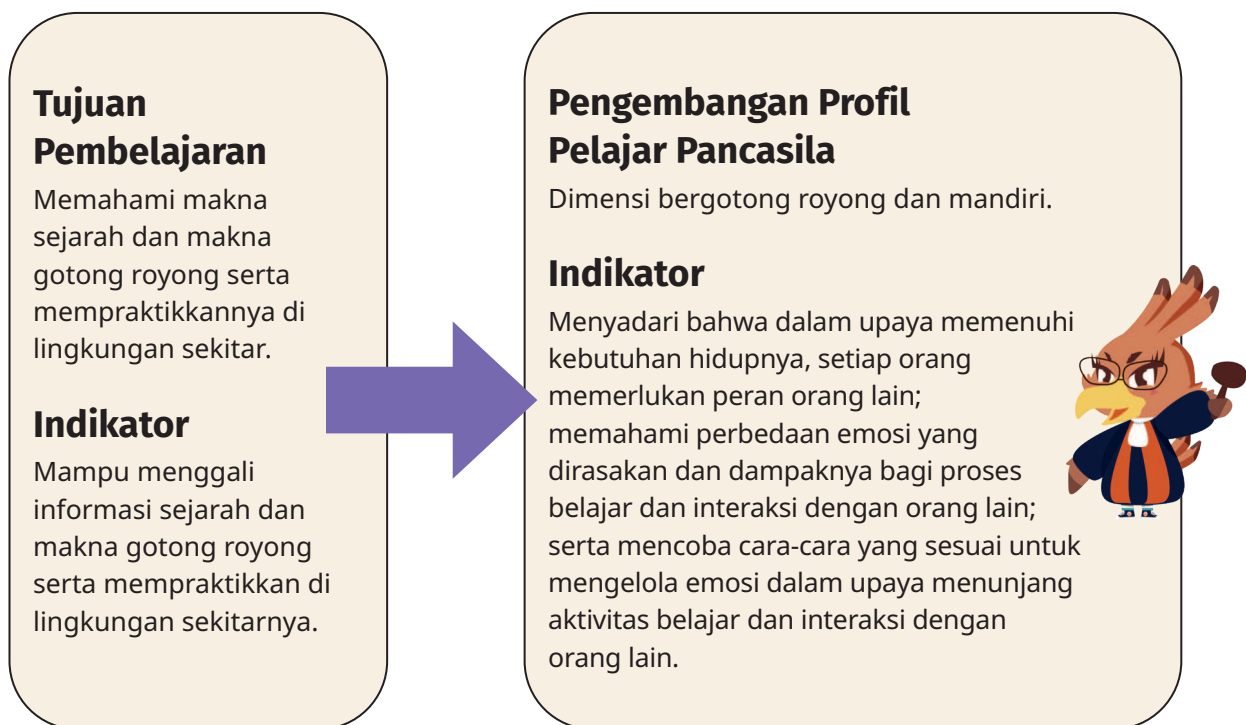 Tujuan
Pembelajaran
Memahami makna
sejarah dan makna
gotong royong serta
mempraktikkannya di
lingkungan sekitar.
Indikator
Mampu menggali
informasi sejarah dan
makna gotong royong
serta mempraktikkan di
lingkungan sekitarnya.
Pengembangan Profil
Pelajar Pancasila
Dimensi bergotong royong dan mandiri.
Indikator
Menyadari bahwa dalam upaya memenuhi
kebutuhan hidupnya, setiap orang
memerlukan peran orang lain;
memahami perbedaan emosi yang
dirasakan dan dampaknya bagi proses
belajar dan interaksi dengan orang lain;
serta mencoba cara-cara yang sesuai untuk
mengelola emosi dalam upaya menunjang
aktivitas belajar dan interaksi dengan
orang lain.